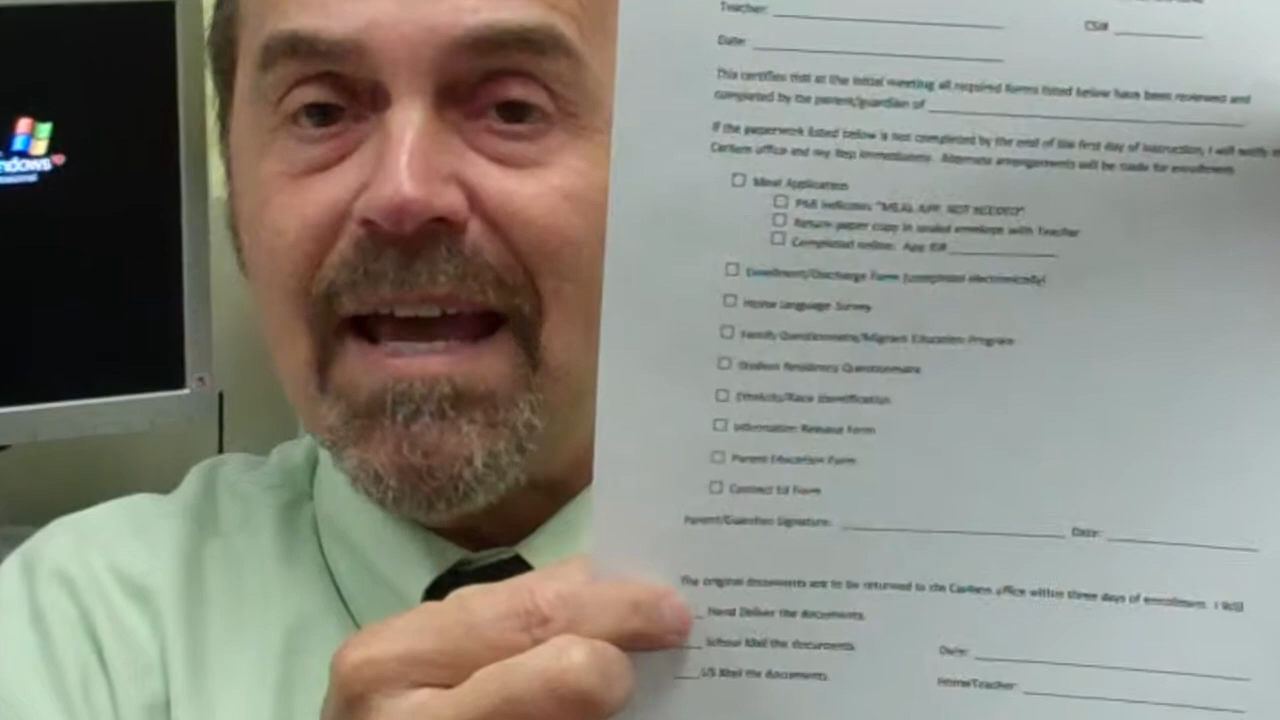 Teacher: CSI#
Date:
This certifies that at the initial meeting all required forms listed below have been reviewed and
completed by the parent/guardian of
If the paperwork listed below is not completed by the end of the first day of instruction, I will notify
Carlsen office and my Rep immediately. Alternate arrangements will be made for enrollment
Meal Application
indicates "MEAL APP. NOT NEEDED"
Return paper copy in sealed envelope with Teacher
Completed online: App ID#
Enrollment/Discharge Form (completed electronically)
Home Language Survey
Family Questionnaire/Migrant Education Program
Student Residency Questionnaire
Ethnicity/Race Identification
Information Release Form
Parent Education Form
Connect Ed Form
Parent/Guardian Signature: Date:
The original documents are to be returned to the office within three days of enrollment. I will
Hand Deliver the documents.
School Mail the documents.
US Mail the documents.
Date:
HomeTeacher:
ndows xp